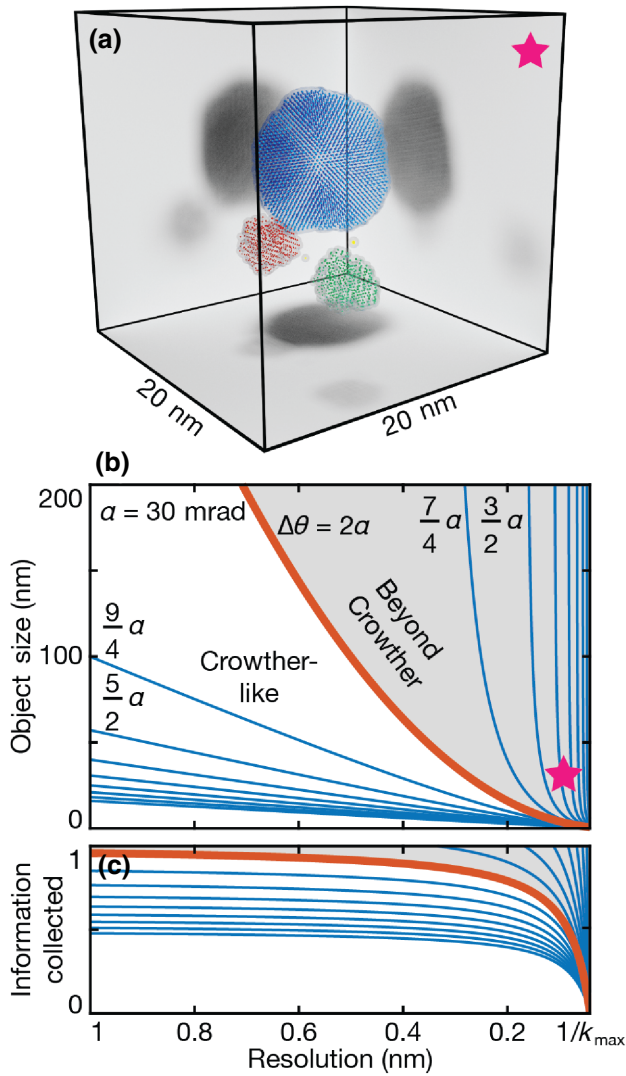 (a)
20 nm
20 nm
(b)
200
100
0
Object size (nm)
α = 30 mrad
Δθ = 2α
7/4 α
3/2 α
Beyond
Crowther
9/4 α
5/2 α
Crowther-
like
(c)
1
0
Information
collected
1
0.8
0.6
0.4
0.2
1/kmax
Resolution (nm)